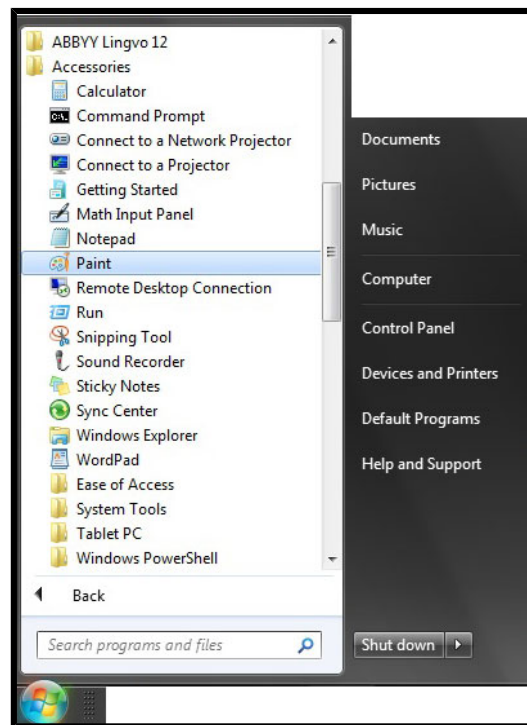 ABBYY Lingvo 12
Accessories
Calculator
Command Prompt
Connect to a Network Projector
Connect to a Projector
Getting Started
Math Input Panel
Notepad
Paint
Remote Desktop Connection
Run
Snipping Tool
Sound Recorder
Sticky Notes
Sync Center
Windows Explorer
WordPad
Ease of Access
System Tools
Tablet PC
Windows PowerShell
Back
Search programs and files
Documents
Pictures
Music
Computer
Control Panel
Devices and Printers
Default Programs
Help and Support
Shut down